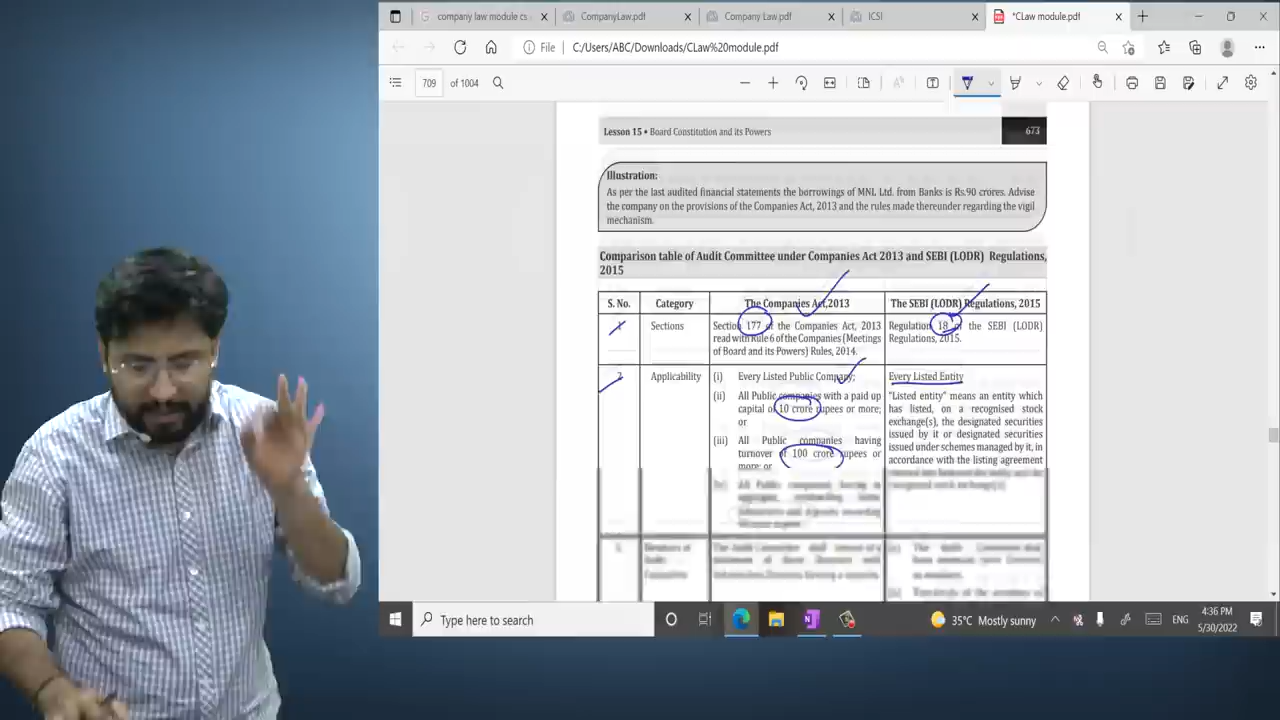 company law module cs
CompanyLaw.pdf
Company Law.pdf
ICSI
*CLaw module.pdf
File
C:/Users/ABC/Downloads/CLaw%20module.pdf
709 of 1004
Lesson 15 • Board Constitution and its Powers
673
Illustration:
As per the last audited financial statements the borrowings of MNL Ltd. from Banks is Rs.90 crores. Advise
the company on the provisions of the Companies Act, 2013 and the rules made thereunder regarding the vigil
mechanism.
Comparison table of Audit Committee under Companies Act 2013 and SEBI (LODR) Regulations,
2015
S. No.
Category
The Companies Act,2013
The SEBI (LODR) Regulations, 2015
1
Sections
Section 177 of the Companies Act, 2013
read with Rule 6 of the Companies (Meetings
of Board and its Powers) Rules, 2014.
Regulation 18 of the SEBI (LODR)
Regulations, 2015.
2
Applicability
(i) Every Listed Public Company;
(ii) All Public companies with a paid up
capital of 10 crore rupees or more;
or
(iii) All Public companies having
turnover of 100 crore rupees or
more; or
Every Listed Entity
"Listed entity" means an entity which
has listed, on a recognised stock
exchange(s), the designated securities
issued by it or designated securities
issued under schemes managed by it, in
accordance with the listing agreement
Type here to search
35°C Mostly sunny
ENG
4:36 PM
5/30/2022